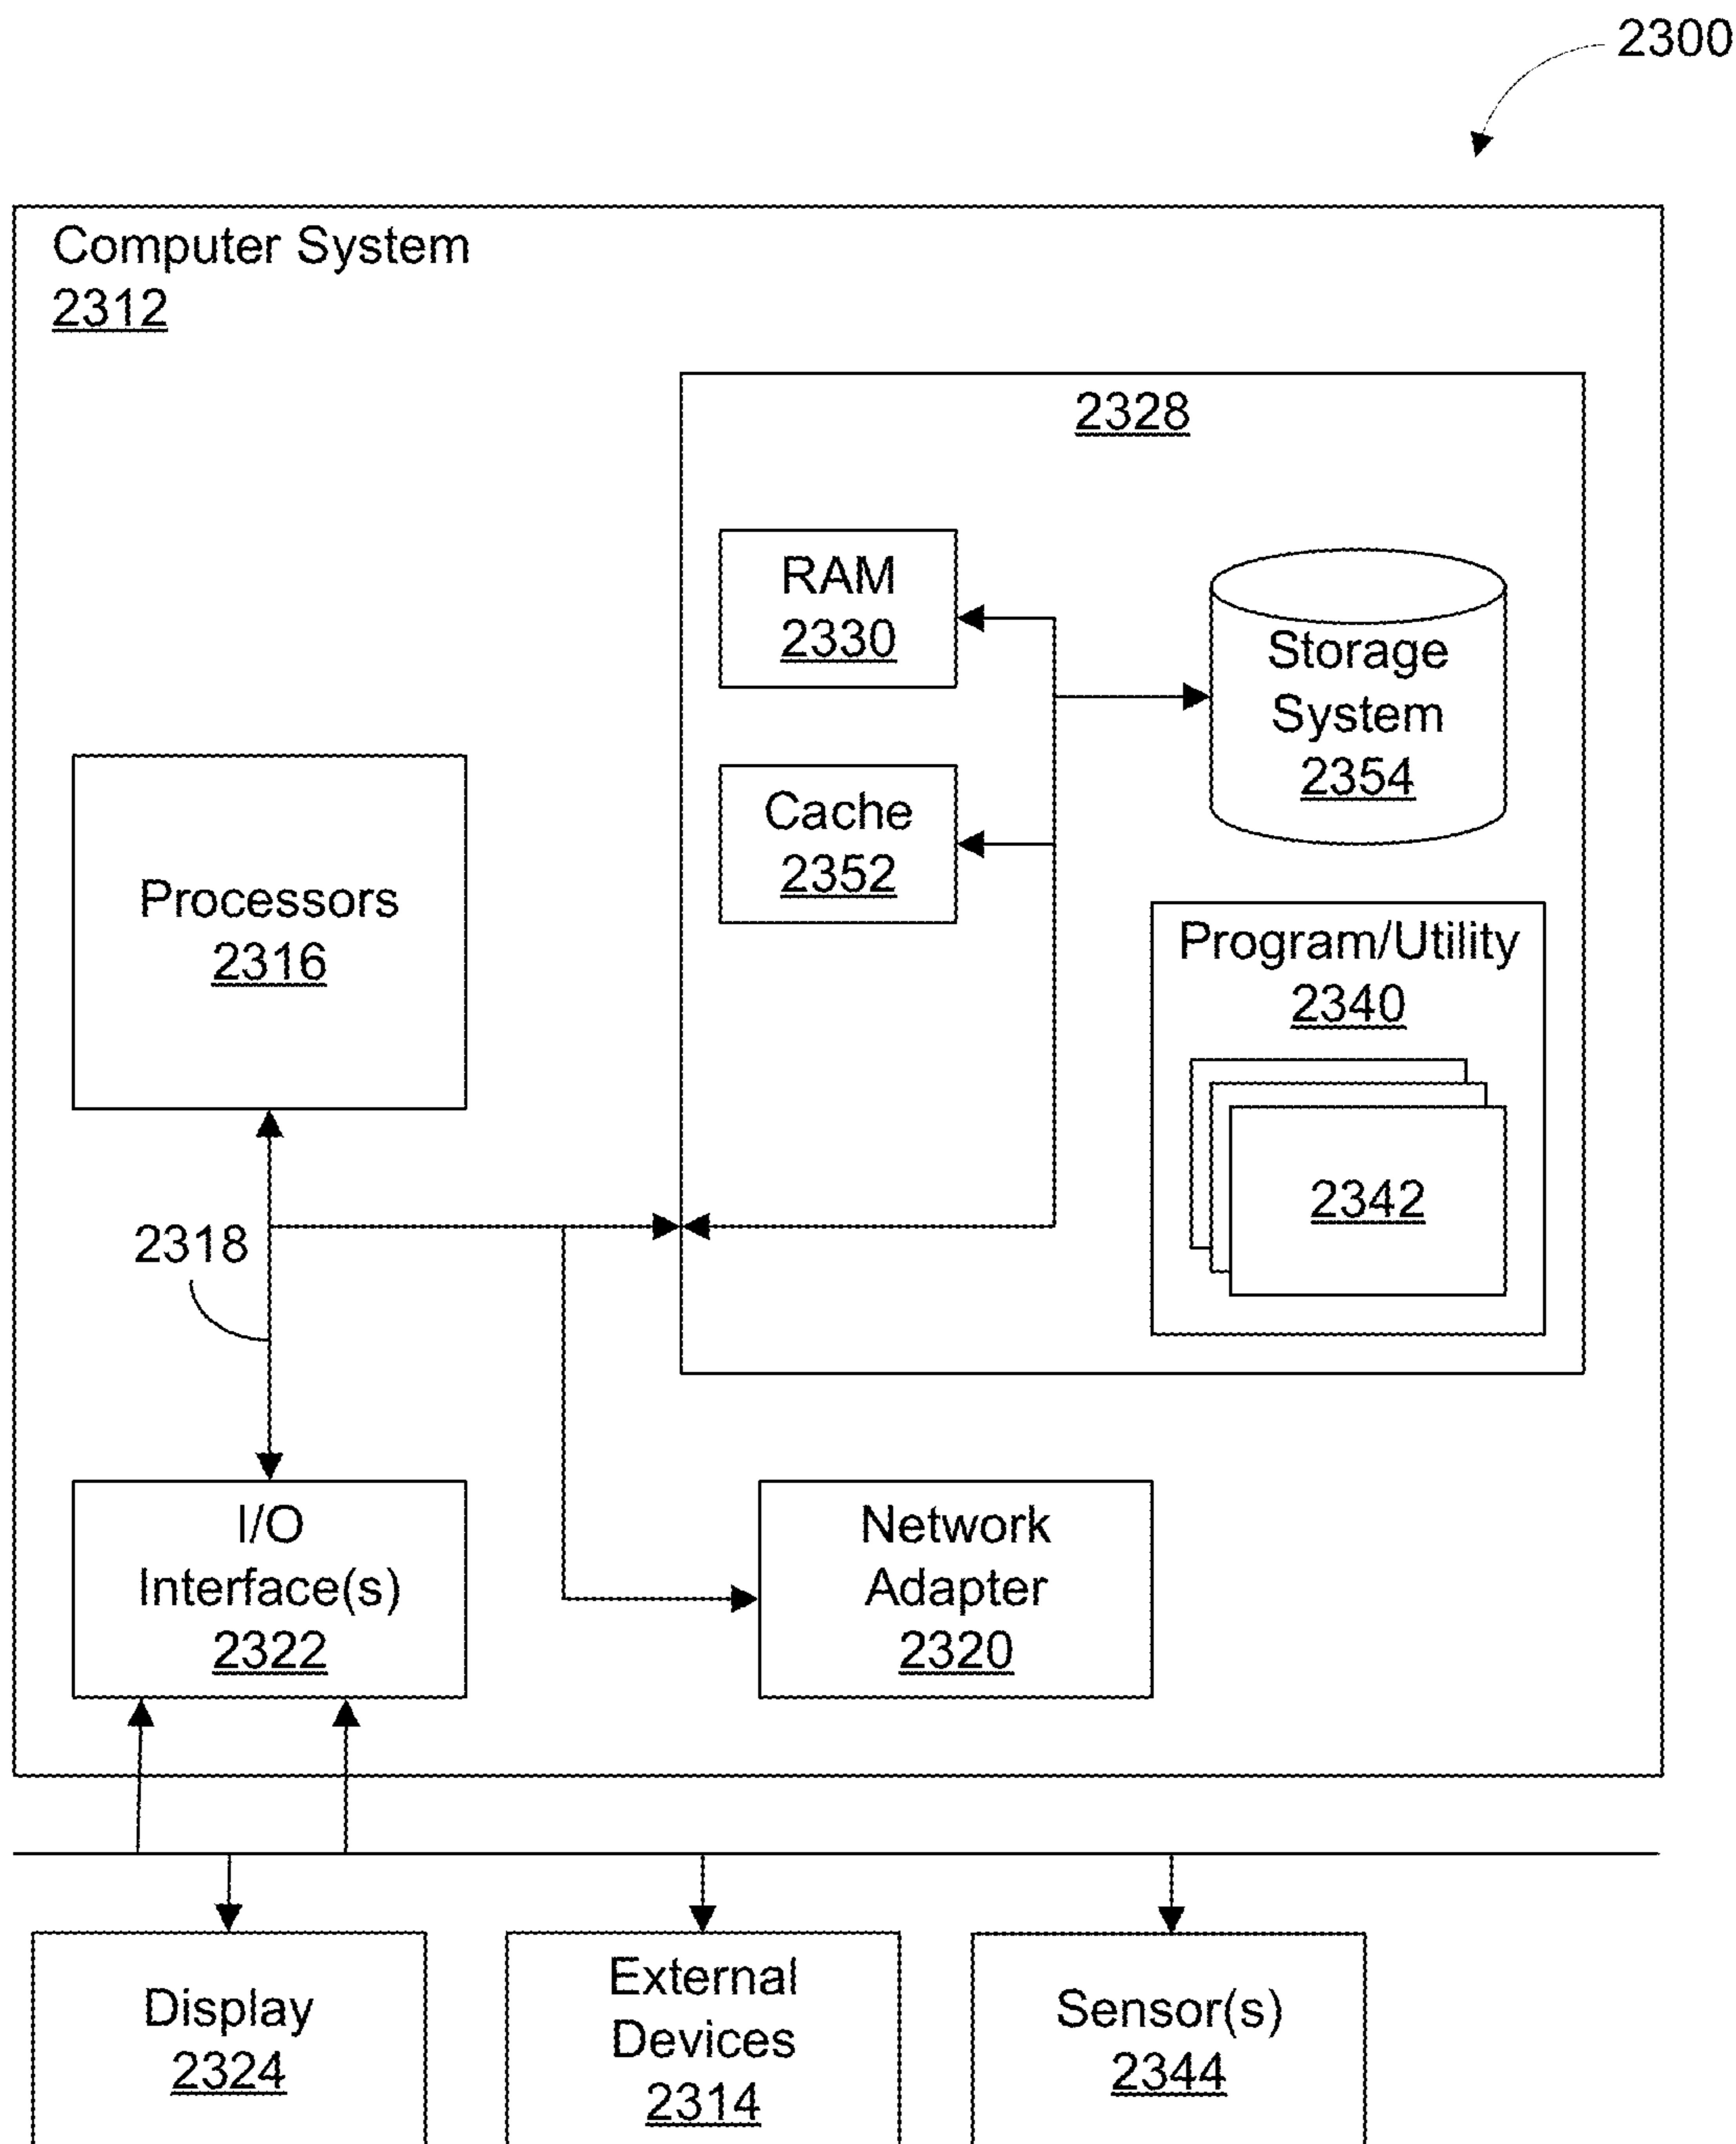 2300
Computer System
2312
2328
RAM
2330
Storage
System
2354
Cache
2352
Processors
2316
Program/Utility
2340
2342
2318
I/O
Interface(s)
2322
Network
Adapter
2320
Display
2324
External
Devices
2314
Sensor(s)
2344